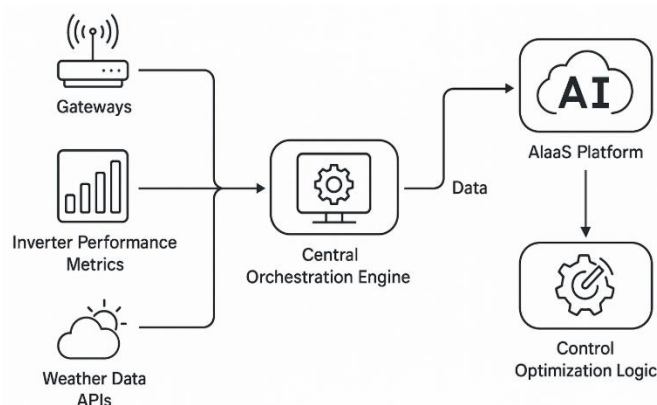 Gateways
Inverter Performance
Metrics
Weather Data
APIs
Central
Orchestration Engine
Data
AI
AIaaS Platform
Control
Optimization Logic